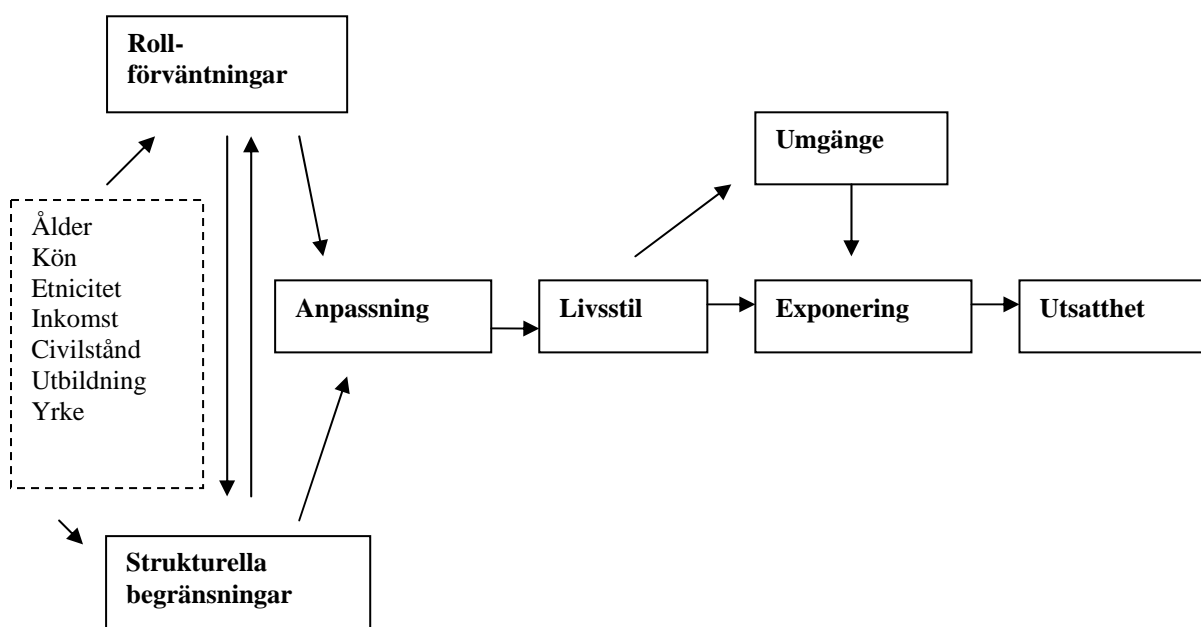 Roll-
förväntningar
Umgänge
Ålder
Kön
Etnicitet
Inkomst
Civilstånd
Utbildning
Yrke
Anpassning
Livsstil
Exponering
Utsatthet
Strukturella
begränsningar